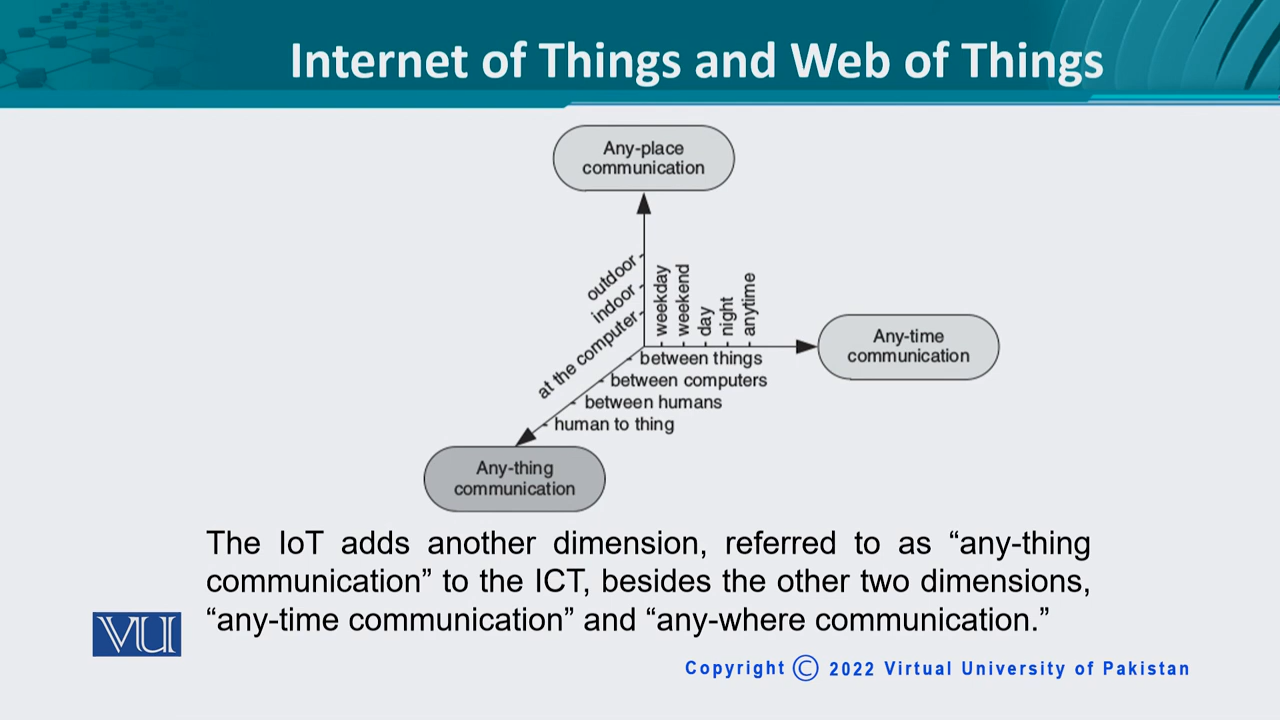 Internet of Things and Web of Things
Any-place
communication
outdoor
indoor
at the computer
weekday
weekend
day
night
anytime
Any-time
communication
between things
between computers
between humans
human to thing
Any-thing
communication
The IoT adds another dimension, referred to as “any-thing
communication” to the ICT, besides the other two dimensions,
“any-time communication” and “any-where communication.”
VU
Copyright © 2022 Virtual University of Pakistan